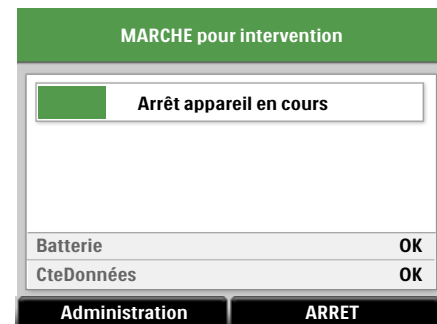 MARCHE pour intervention
Arrêt appareil en cours
Batterie OK
CteDonnées OK
Administration ARRET